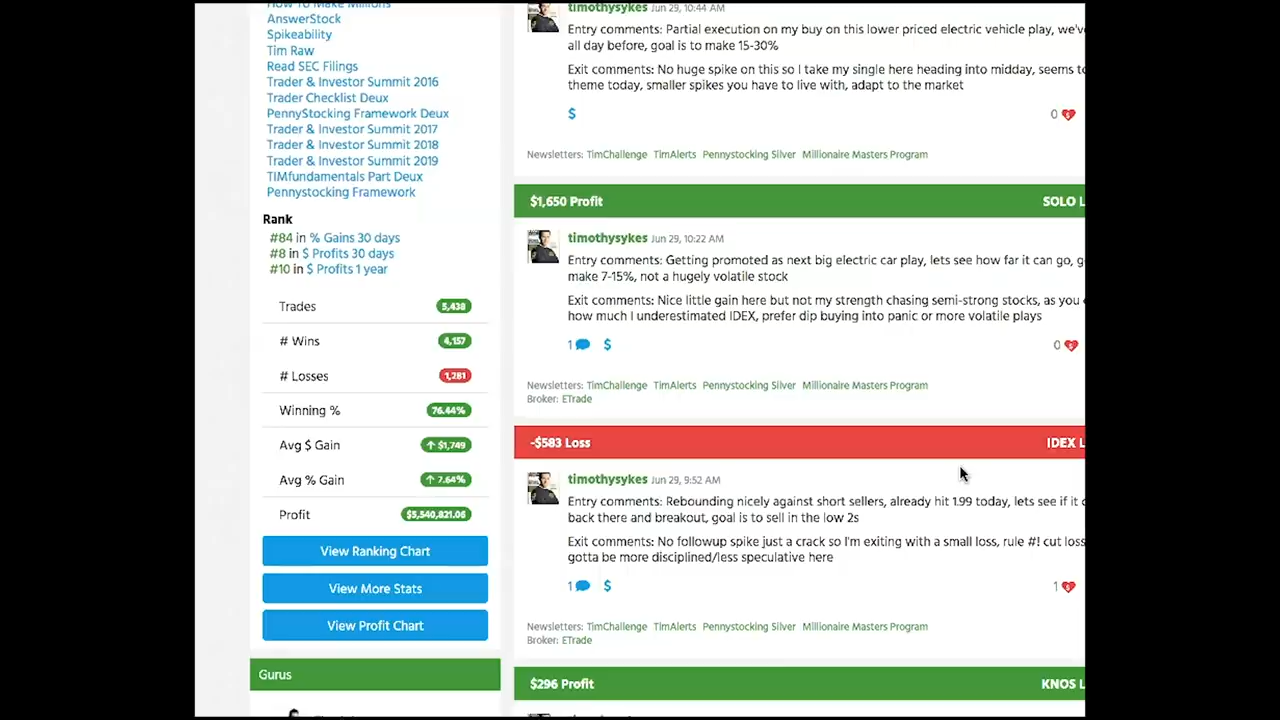 How To Make Millions
AnswerStock
Spikeability
Tim Raw
Read SEC Filings
Trader & Investor Summit 2016
Trader Checklist Deux
PennyStocking Framework Deux
Trader & Investor Summit 2017
Trader & Investor Summit 2018
Trader & Investor Summit 2019
TIMfundamentals Part Deux
Pennystocking Framework
Rank
#84 in % Gains 30 days
#8 in $ Profits 30 days
#10 in $ Profits 1 year
Trades 5,438
# Wins 4,157
# Losses 1,281
Winning % 76.44%
Avg $ Gain $1,749
Avg % Gain 7.64%
Profit $5,540,821.06
View Ranking Chart
View More Stats
View Profit Chart
Gurus
timothysykes Jun 29, 10:44 AM
Entry comments: Partial execution on my buy on this lower priced electric vehicle play, we'v
all day before, goal is to make 15-30%
Exit comments: No huge spike on this so I take my single here heading into midday, seems to
theme today, smaller spikes you have to live with, adapt to the market
$ 0
Newsletters: TimChallenge TimAlerts Pennystocking Silver Millionaire Masters Program
$1,650 Profit SOLO L
timothysykes Jun 29, 10:22 AM
Entry comments: Getting promoted as next big electric car play, lets see how far it can go, g
make 7-15%, not a hugely volatile stock
Exit comments: Nice little gain here but not my strength chasing semi-strong stocks, as you
how much I underestimated IDEX, prefer dip buying into panic or more volatile plays
1 $ 0
Newsletters: TimChallenge TimAlerts Pennystocking Silver Millionaire Masters Program
Broker: ETrade
-$583 Loss IDEX L
timothysykes Jun 29, 9:52 AM
Entry comments: Rebounding nicely against short sellers, already hit 1.99 today, lets see if it
back there and breakout, goal is to sell in the low 2s
Exit comments: No followup spike just a crack so I'm exiting with a small loss, rule #! cut loss
gotta be more disciplined/less speculative here
1 $ 1
Newsletters: TimChallenge TimAlerts Pennystocking Silver Millionaire Masters Program
Broker: ETrade
$296 Profit KNOS L